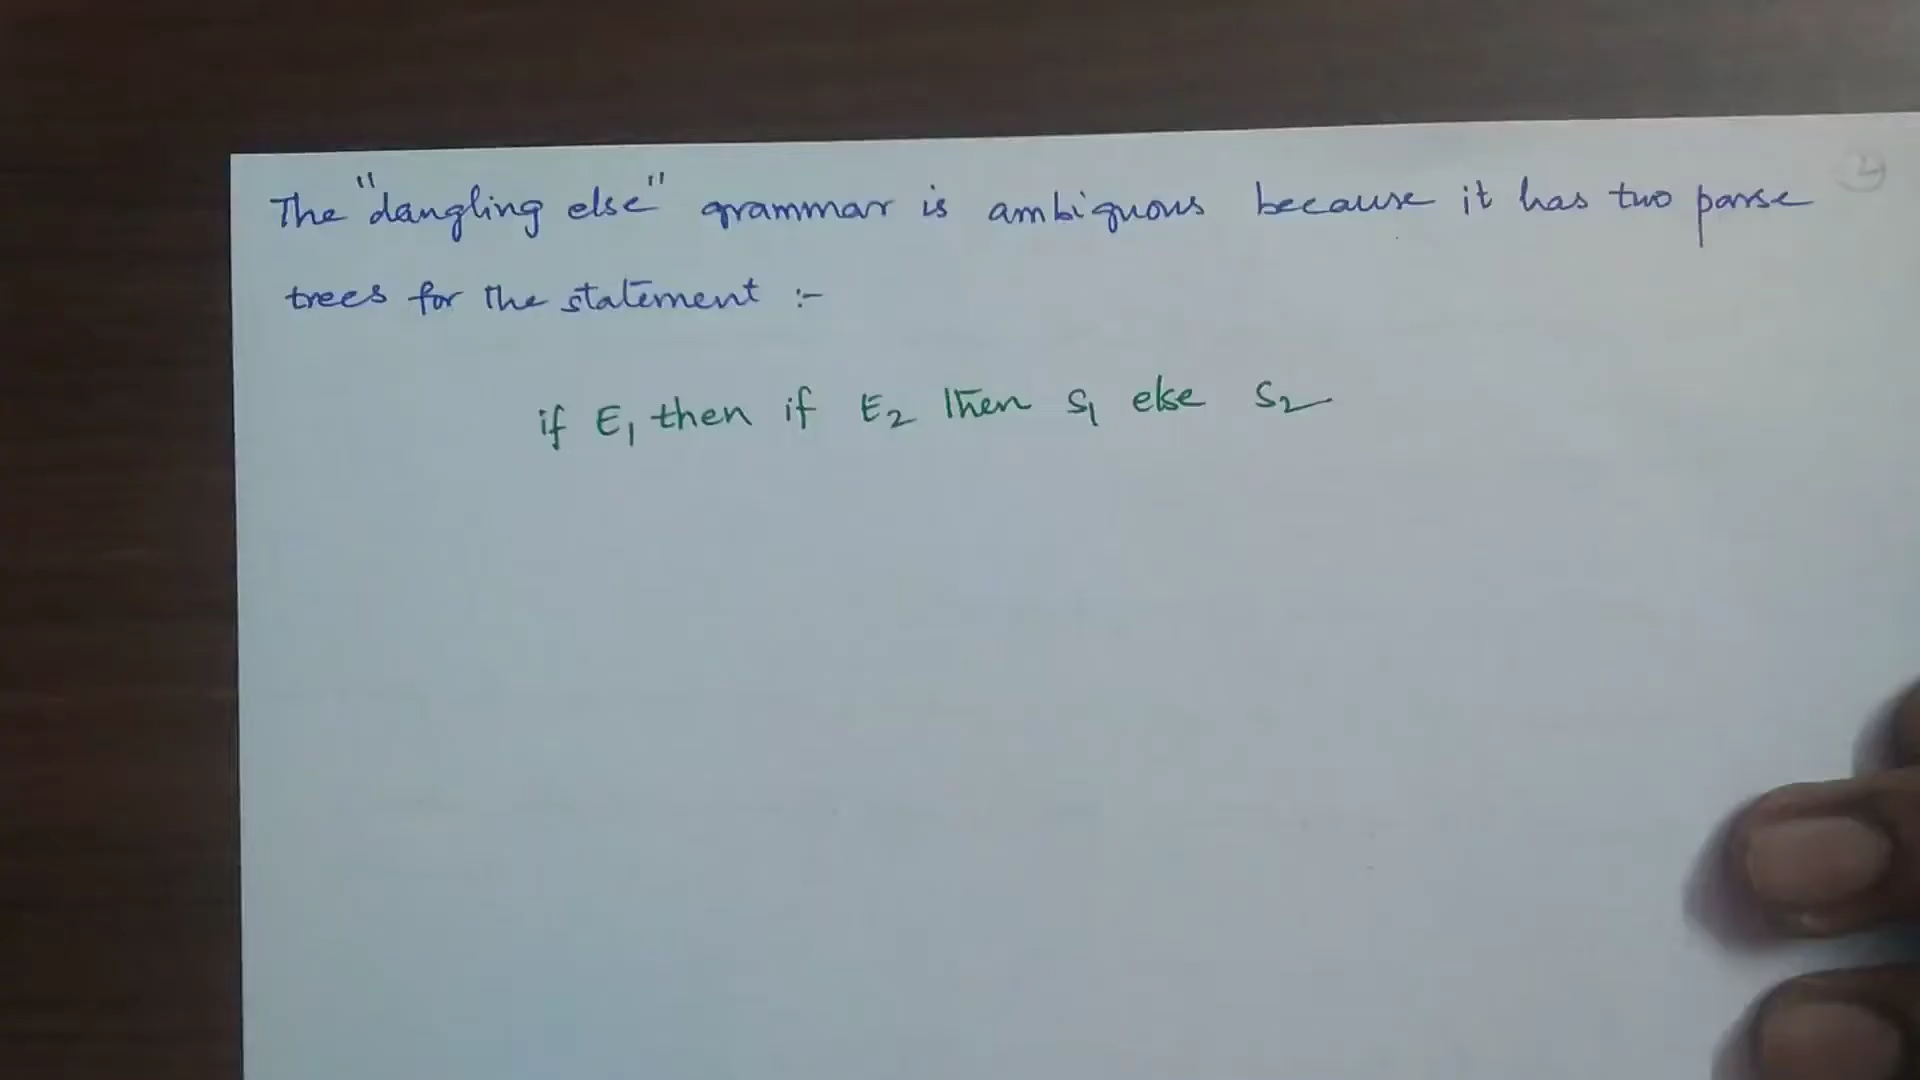 The "dangling else" grammar is ambiguous because it has two parse
trees for the statement :-
if E₁ then if E₂ then S₁ else S₂